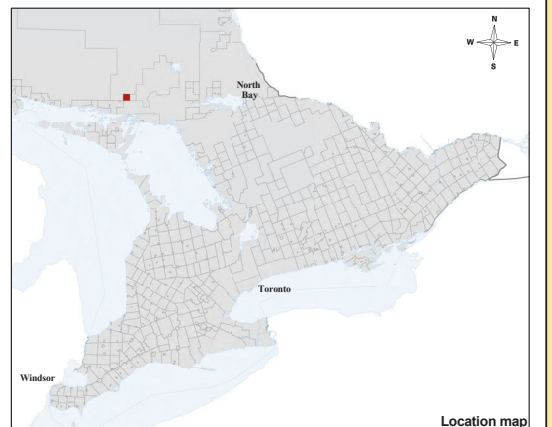 N
W E
S
North
Bay
Toronto
Windsor
Location map